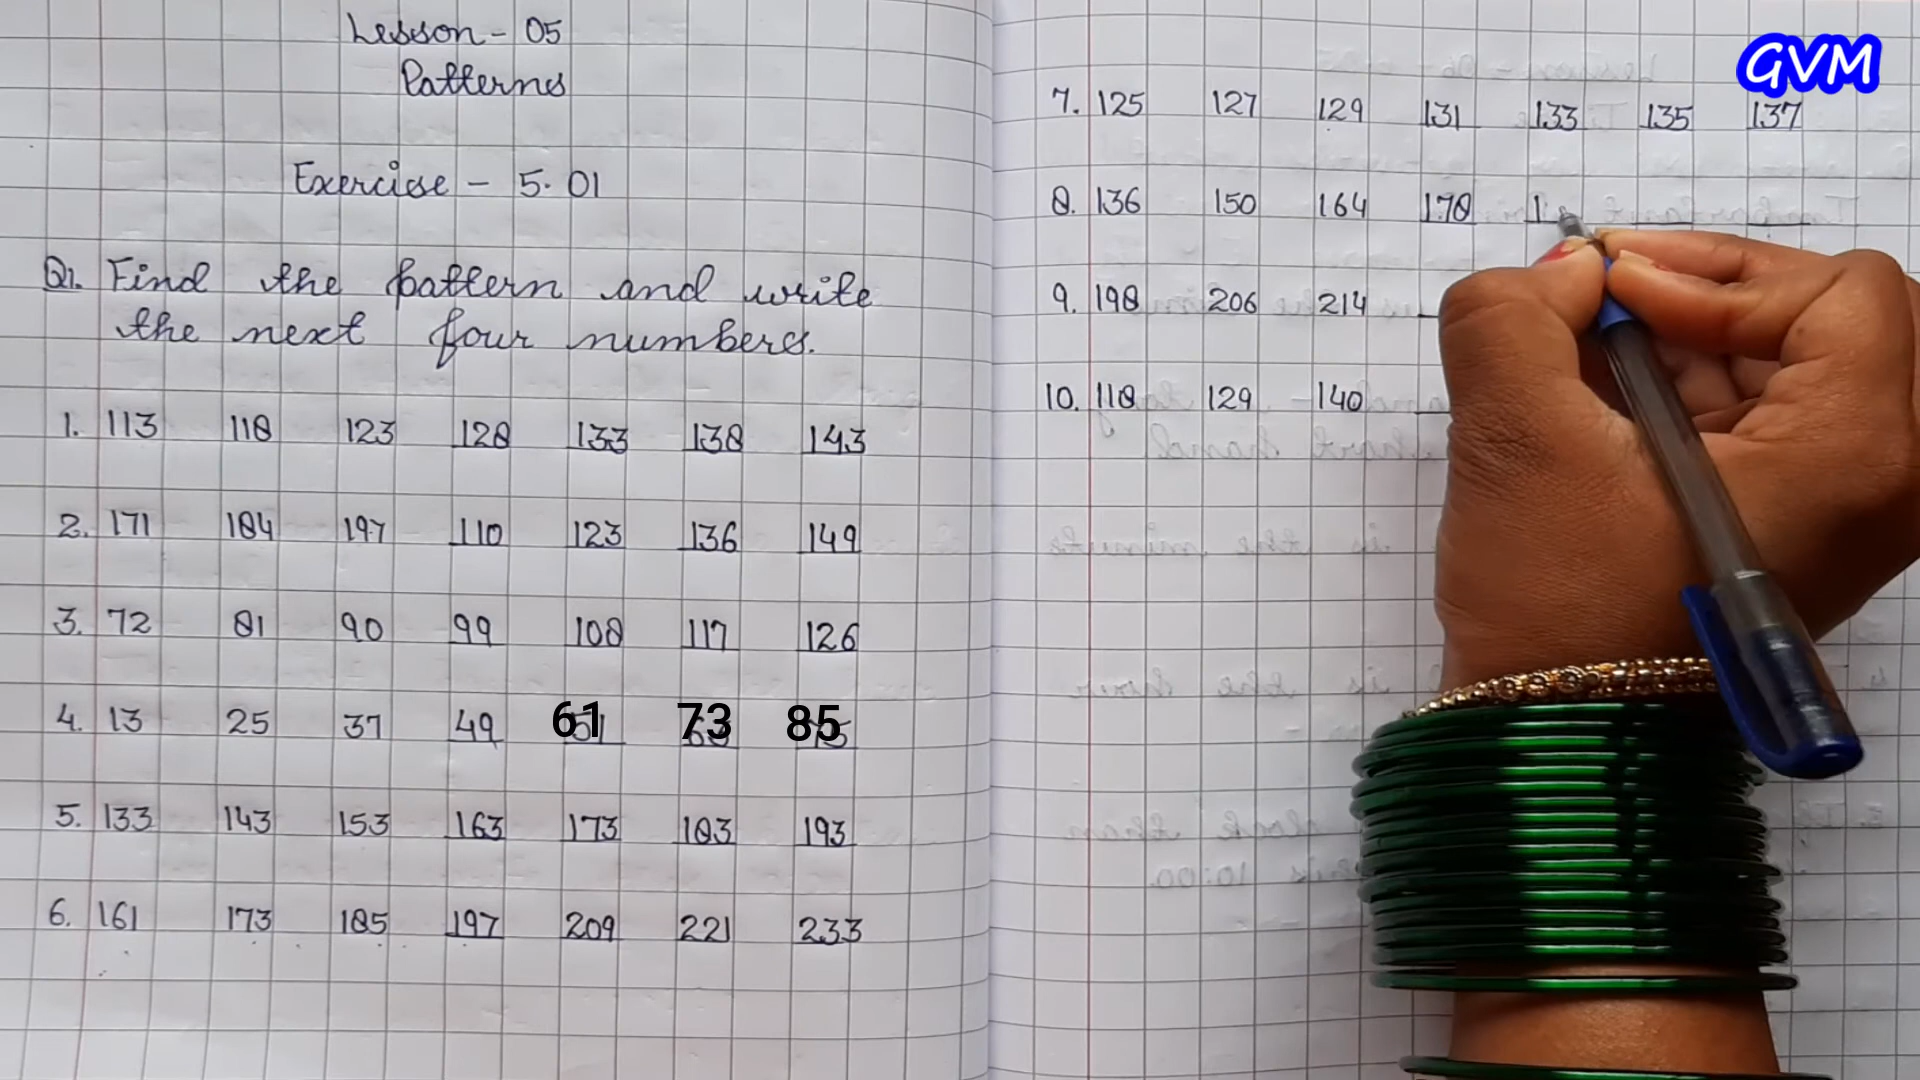 Lesson - 05
Patterns
Exercise - 5.01
Q1. Find the pattern and write
the next four numbers.
1. 113 118 123 128 133 138 143
2. 171 184 197 110 123 136 149
3. 72 81 90 99 108 117 126
4. 13 25 37 49 61 73 85
5. 133 143 153 163 173 183 193
6. 161 173 185 197 209 221 233
GVM
7. 125 127 129 131 133 135 137
8. 136 150 164 178 1
9. 198 206 214
10. 118 129 140